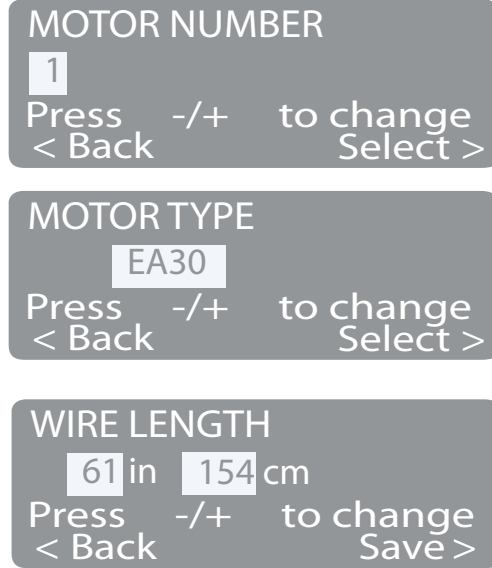 MOTOR NUMBER
1
Press -/+ to change
< Back Select >
MOTOR TYPE
EA30
Press -/+ to change
< Back Select >
WIRE LENGTH
61 in 154 cm
Press -/+ to change
< Back Save >